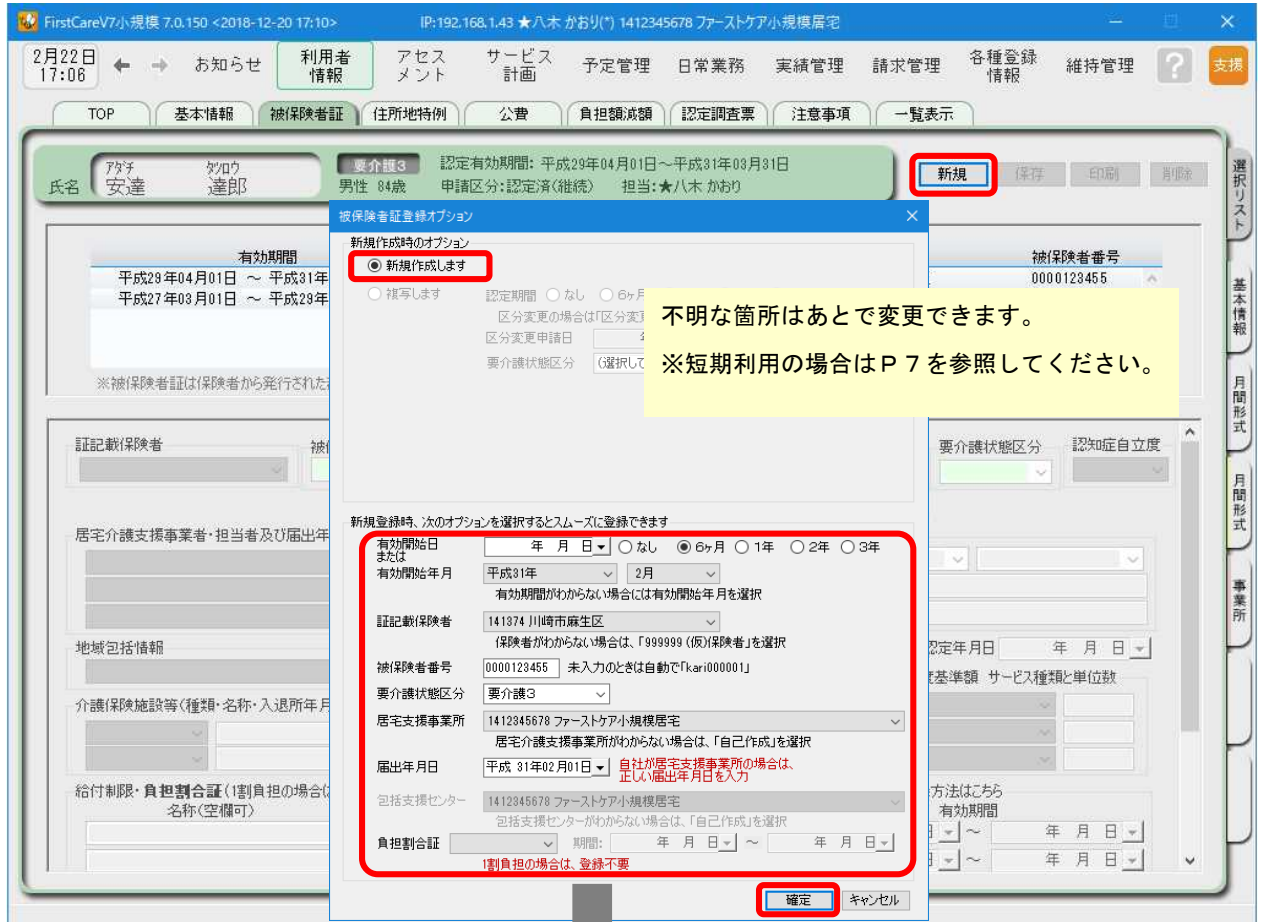 FirstCareV7小規模 7.0.150 <2018-12-20 17:10> IP:192.168.1.43 ★八木 かおり(*) 1412345678 ファーストケア小規模居宅
2月22日
17:06
お知らせ
利用者
情報
アセス
メント
サービス
計画
予定管理
日常業務
実績管理
請求管理
各種登録
情報
維持管理
?
支援
TOP 基本情報 被保険者証 住所地特例 公費 負担額減額 認定調査票 注意事項 一覧表示
氏名
アダチ タツロウ
安達 達郎
要介護3 認定有効期間: 平成29年04月01日~平成31年03月31日
男性 84歳 申請区分:認定済(継続) 担当:★八木 かおり
新規 保存 印刷 削除
選択リスト
基本情報
月間形式
月間形式
事業所
有効期間 被保険者番号
平成29年04月01日 ~ 平成31年 0000123455
平成27年03月01日 ~ 平成29年
※被保険者証は保険者から発行された
被保険者証登録オプション
新規作成時のオプション
新規作成します
複写します 認定期間 なし 6ヶ月
区分変更の場合は「区分変
区分変更申請日
要介護状態区分 (選択して
不明な箇所はあとで変更できます。
※短期利用の場合はP7を参照してください。
証記載保険者
要介護状態区分 認知症自立度
居宅介護支援事業者・担当者及び届出年
地域包括情報
認定年月日 年 月 日
基準額 サービス種類と単位数
介護保険施設等(種類・名称・入退所年月
給付制限・負担割合証(1割負担の場合は
名称(空欄可)
方法はこちら
有効期間
~ 年 月 日
~ 年 月 日
新規登録時、次のオプションを選択するとスムーズに登録できます
有効開始日 年 月 日 なし 6ヶ月 1年 2年 3年
または
有効開始年月 平成31年 2月
有効期間がわからない場合には有効開始年月を選択
証記載保険者 141374 川崎市麻生区
保険者がわからない場合は、「999999 (仮)保険者」を選択
被保険者番号 0000123455 未入力のときは自動で「kari000001」
要介護状態区分 要介護3
居宅支援事業所 1412345678 ファーストケア小規模居宅
居宅介護支援事業所がわからない場合は、「自己作成」を選択
届出年月日 平成 31年02月01日 自社が居宅支援事業所の場合は、
正しい届出年月日を入力
包括支援センター 1412345678 ファーストケア小規模居宅
包括支援センターがわからない場合は、「自己作成」を選択
負担割合証 期間: 年 月 日 ~ 年 月 日
1割負担の場合は、登録不要
確定 キャンセル